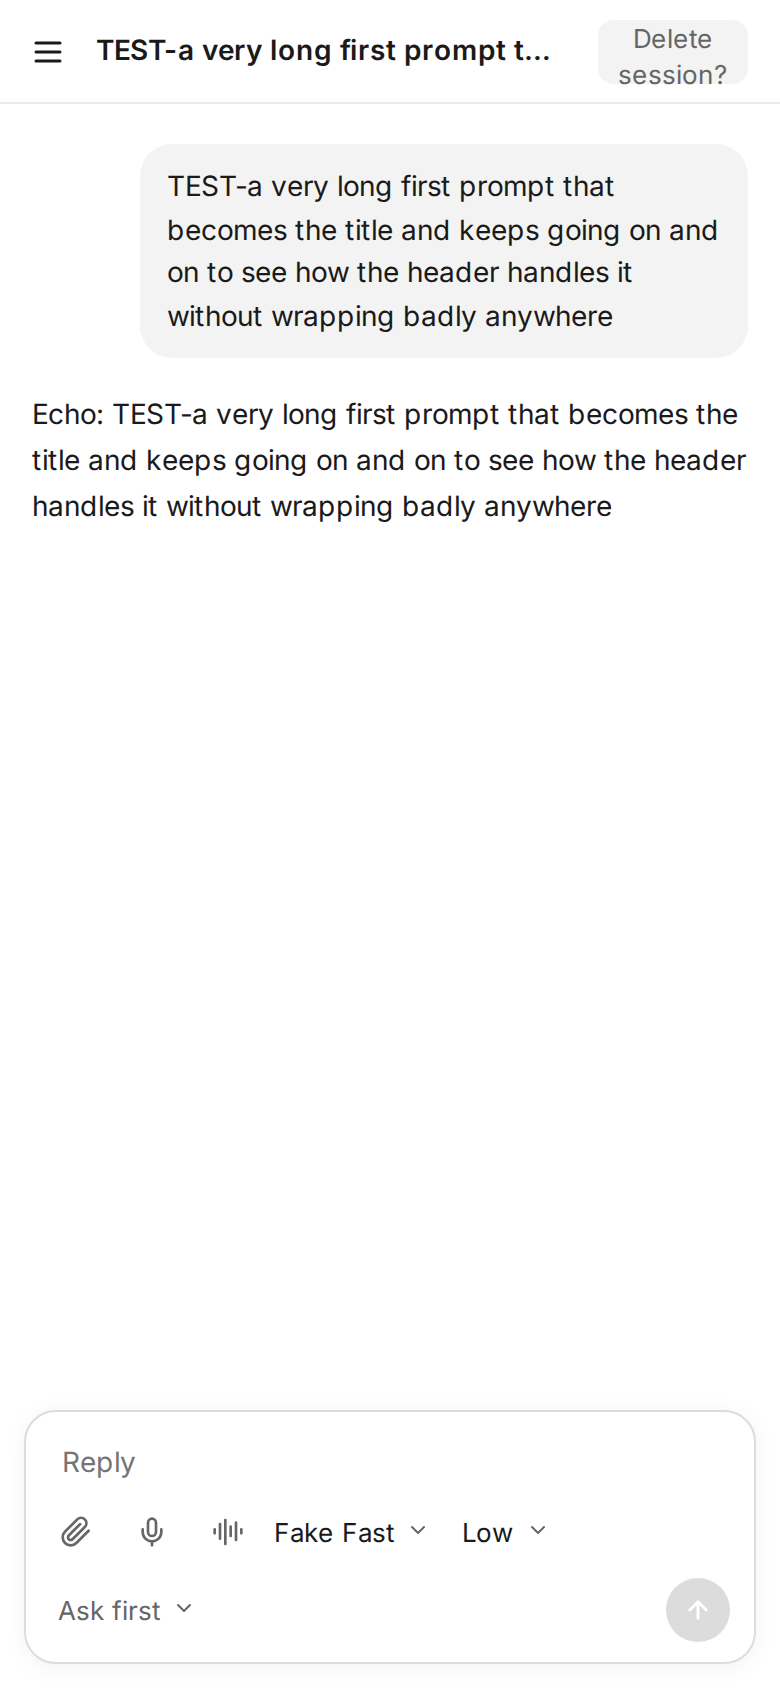 TEST-a very long first prompt t...
Delete
session?
TEST-a very long first prompt that
becomes the title and keeps going on and
on to see how the header handles it
without wrapping badly anywhere
Echo: TEST-a very long first prompt that becomes the
title and keeps going on and on to see how the header
handles it without wrapping badly anywhere
Reply
Fake Fast
Low
Ask first